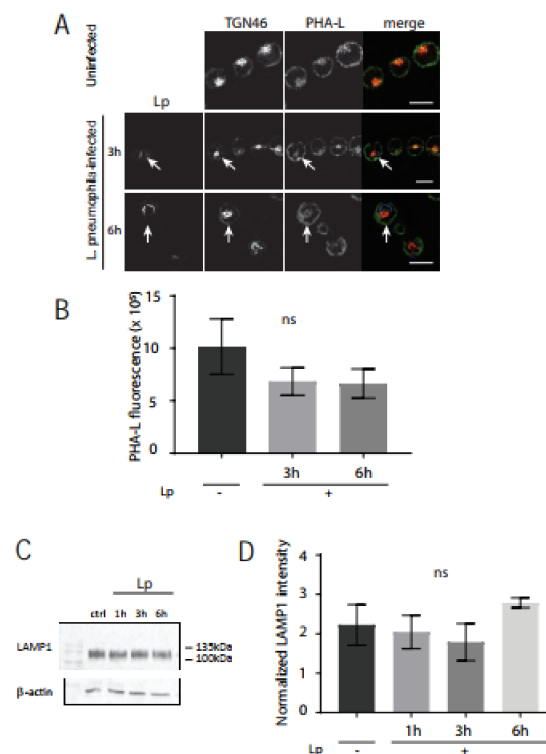 A
TGN46 PHA-L merge
Uninfected
Lp
L. pneumophila-infected
3h
6h
B
PHA-L fluorescence (x 10⁶)
15
10
5
0
ns
3h 6h
Lp - +
C
Lp
ctrl 1h 3h 6h
LAMP1
135kDa
100kDa
β-actin
D
Normalized LAMP1 intensity
4
3
2
1
0
ns
1h 3h 6h
Lp - +